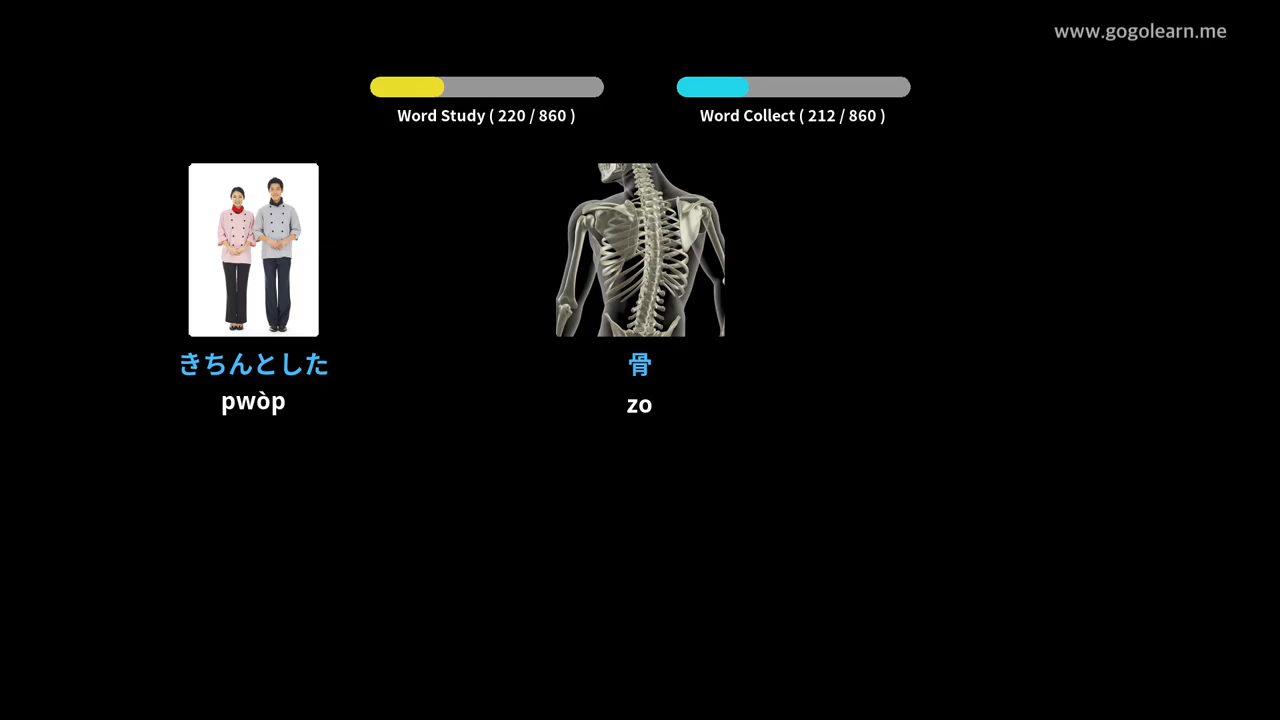 www.gogolearn.me
Word Study ( 220 / 860 )
Word Collect ( 212 / 860 )
きちんとした
pwòp
骨
zo